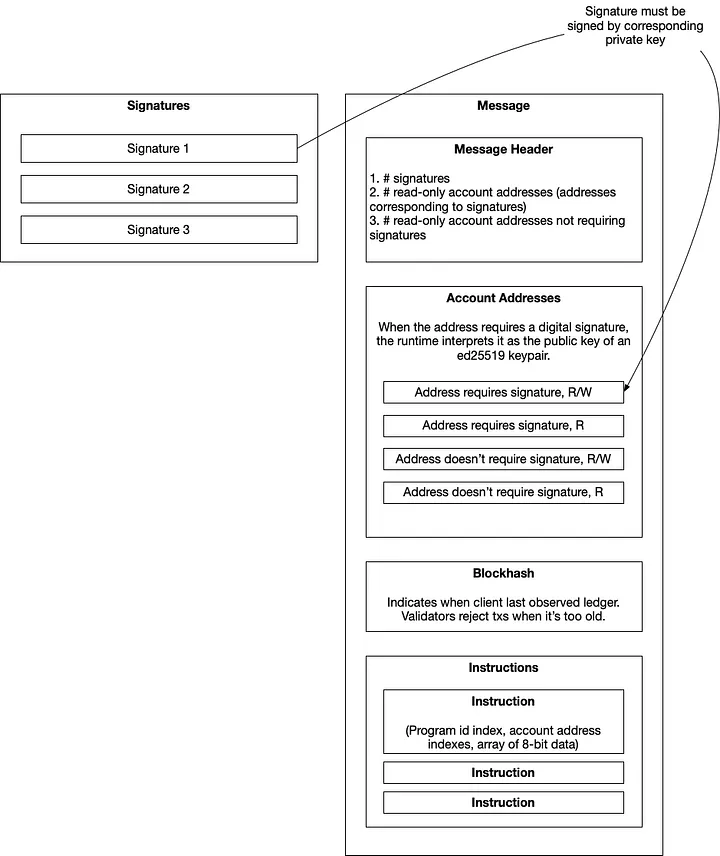 Signature must be
signed by corresponding
private key
Signatures
Signature 1
Signature 2
Signature 3
Message
Message Header
1. # signatures
2. # read-only account addresses (addresses
corresponding to signatures)
3. # read-only account addresses not requiring
signatures
Account Addresses
When the address requires a digital signature,
the runtime interprets it as the public key of an
ed25519 keypair.
Address requires signature, R/W
Address requires signature, R
Address doesn't require signature, R/W
Address doesn't require signature, R
Blockhash
Indicates when client last observed ledger.
Validators reject txs when it's too old.
Instructions
Instruction
(Program id index, account address
indexes, array of 8-bit data)
Instruction
Instruction